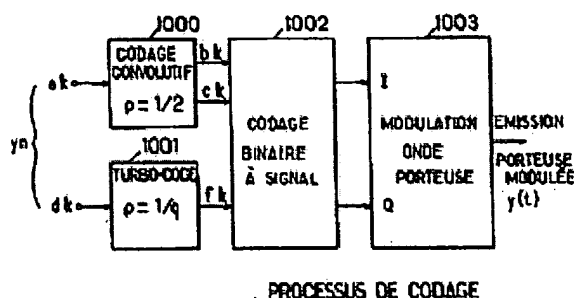 1000
1002
1003
CODAGE
CONVOLUTIF
ρ = 1/2
ak
bk
ck
yn
1001
TURBO-CODE
ρ = 1/q
dk
fk
CODAGE
BINAIRE
À SIGNAL
I
Q
MODULATION
ONDE
PORTEUSE
EMISSION
PORTEUSE
MODULÉE
y(t)
PROCESSUS DE CODAGE